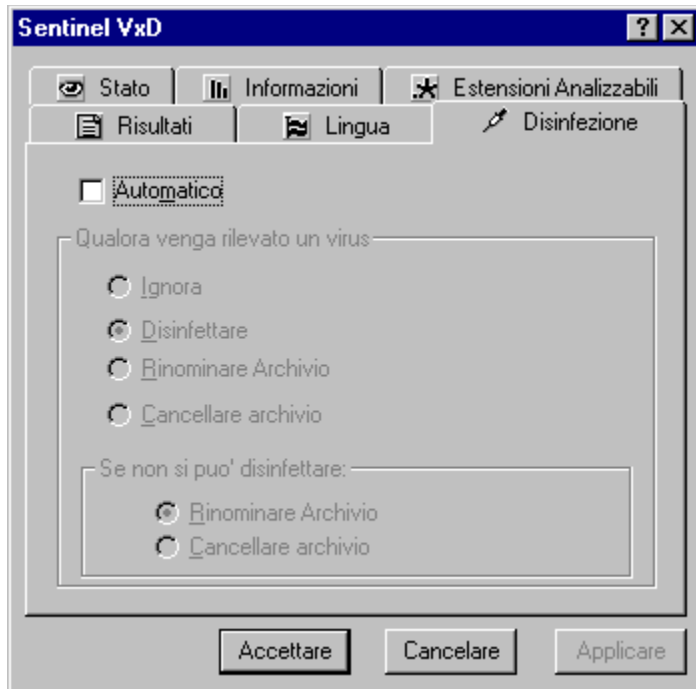 Sentinel VxD
Stato Informazioni Estensioni Analizzabili
Risultati Lingua Disinfezione
Automatico
Qualora venga rilevato un virus
Ignora
Disinfettare
Rinominare Archivio
Cancellare archivio
Se non si puo' disinfettare:
Rinominare Archivio
Cancellare archivio
Accettare Cancelare Applicare